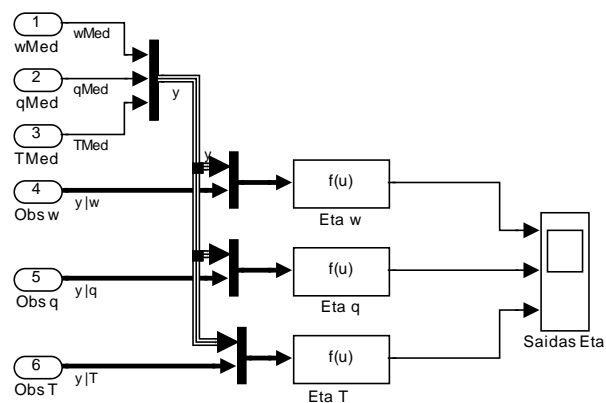 1
wMed
wMed
2
qMed
qMed
y
3
TMed
TMed
y
4
y|w
f(u)
Obs w
Eta w
5
y|q
f(u)
Obs q
Eta q
Saidas Eta
6
y|T
f(u)
Obs T
Eta T